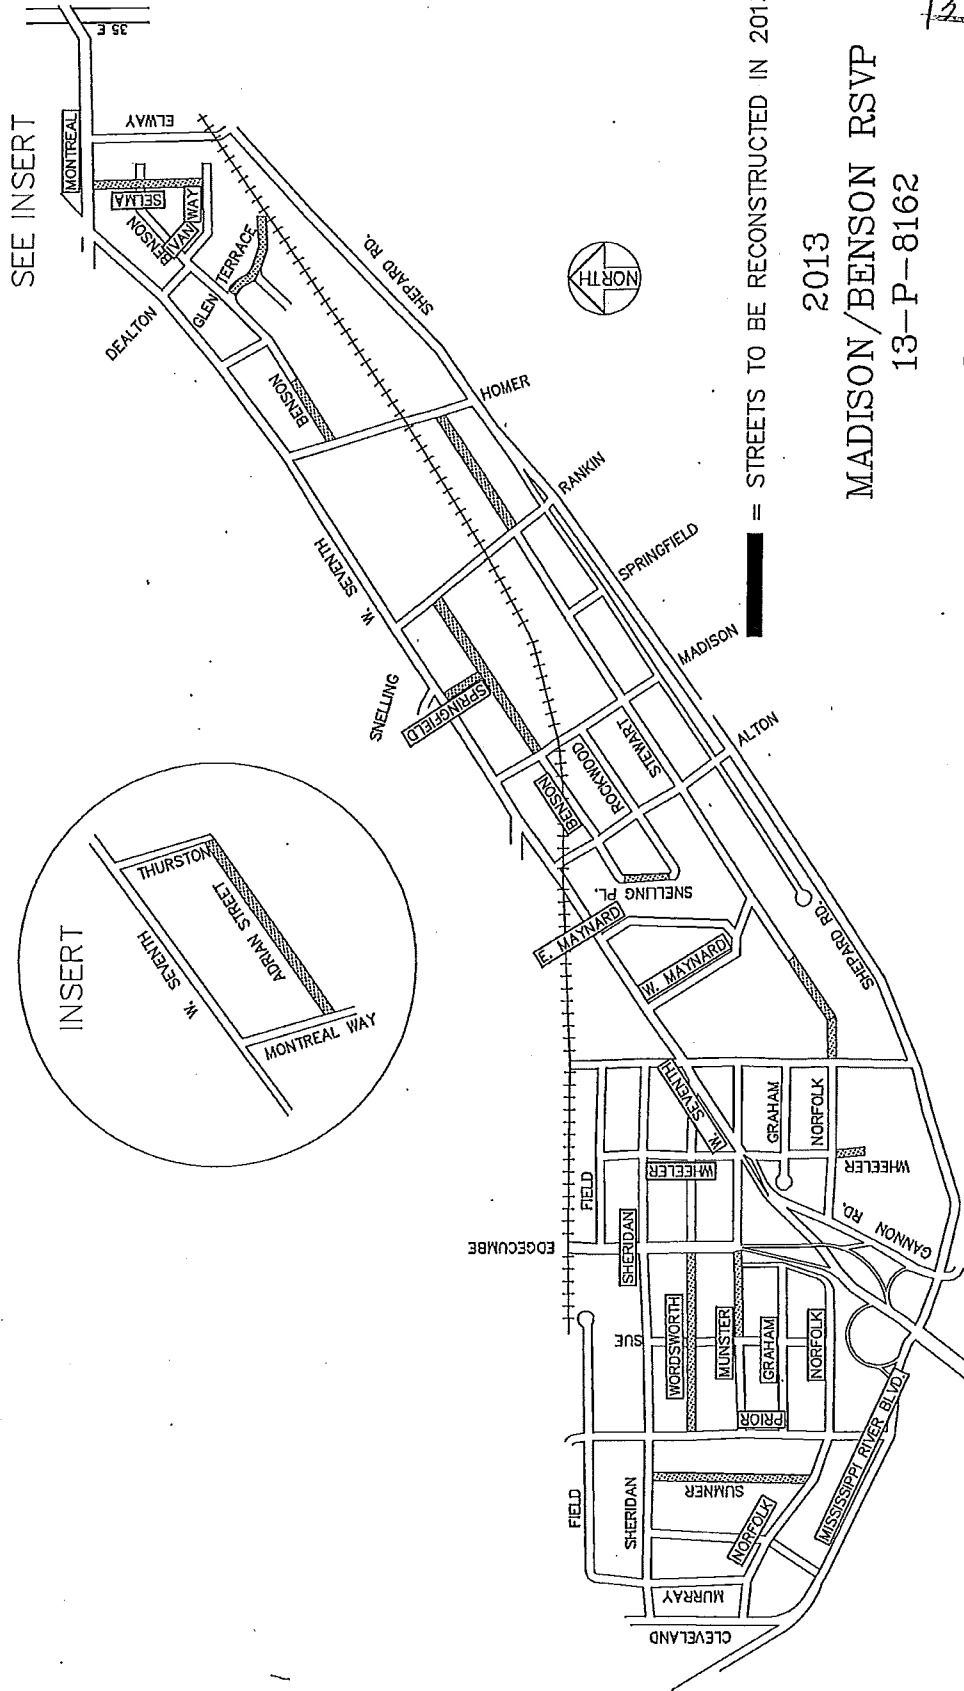 SEE INSERT
35 E
MONTREAL
ELWAY
SELMA
BENSON
IVAN WAY
DEALTON
GLEN TERRACE
SHEPARD RD.
NORTH
BENSON
HOMER
RANKIN
W. SEVENTH
SPRINGFIELD
SNELLING
SPRINGFIELD
MADISON
ALTON
BENSON
ROCKWOOD
STEWART
SNELLING PL.
E. MAYNARD
W. MAYNARD
SHEPARD RD.
INSERT
THURSTON
ADRIAN STREET
W. SEVENTH
MONTREAL WAY
W. SEVENTH
GRAHAM
NORFOLK
WHEELER
WHEELER
FIELD
EDGECUMBE
SHERIDAN
GANNON RD.
SUE
WORDSWORTH
MUNSTER
GRAHAM
NORFOLK
PRIOR
MISSISSIPPI RIVER BLVD.
FIELD
SHERIDAN
SUMNER
NORFOLK
MURRAY
CLEVELAND
= STREETS TO BE RECONSTRUCTED IN 2013
2013
MADISON/BENSON RSVP
13-P-8162